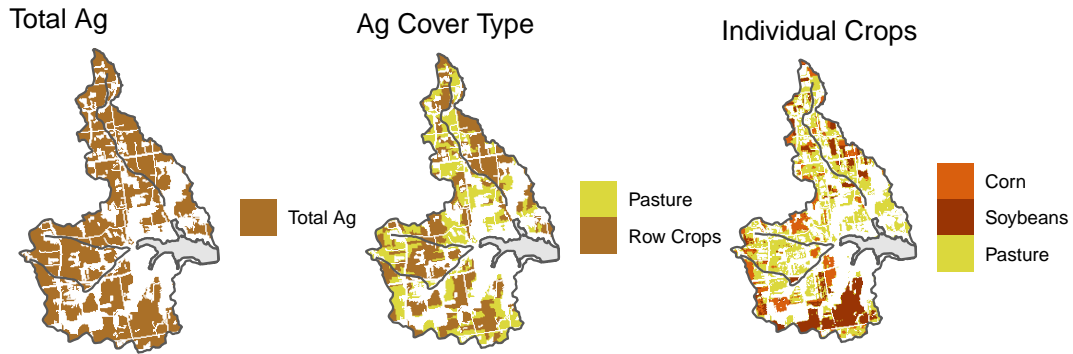 Total Ag
Ag Cover Type
Individual Crops
Total Ag
Pasture
Row Crops
Corn
Soybeans
Pasture